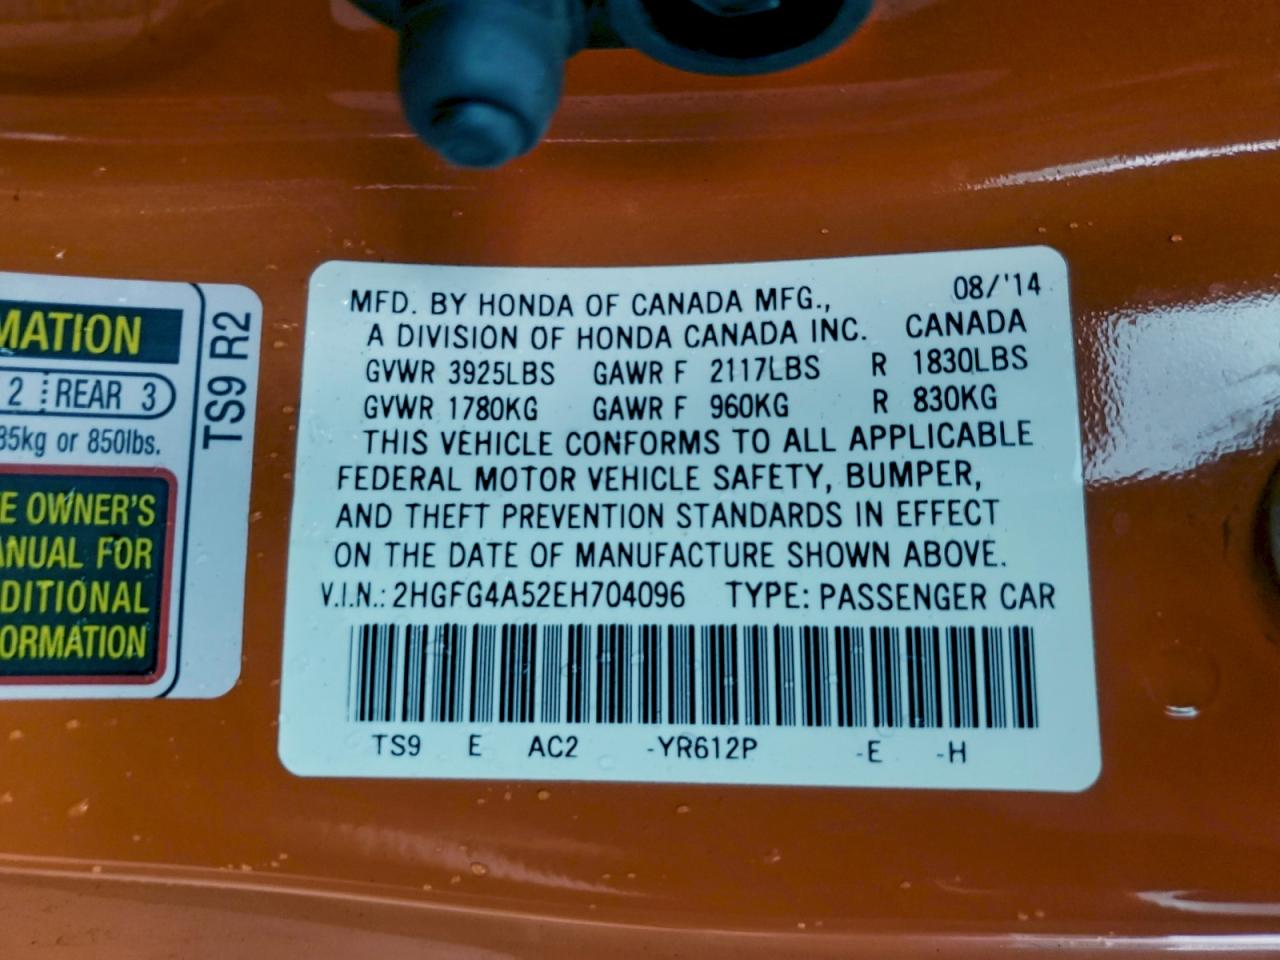 MATION
2 REAR 3
85kg or 850lbs.
E OWNER'S
ANUAL FOR
DITIONAL
ORMATION
TS9 R2
MFD. BY HONDA OF CANADA MFG., 08/'14
A DIVISION OF HONDA CANADA INC. CANADA
GVWR 3925LBS GAWR F 2117LBS R 1830LBS
GVWR 1780KG GAWR F 960KG R 830KG
THIS VEHICLE CONFORMS TO ALL APPLICABLE
FEDERAL MOTOR VEHICLE SAFETY, BUMPER,
AND THEFT PREVENTION STANDARDS IN EFFECT
ON THE DATE OF MANUFACTURE SHOWN ABOVE.
V.I.N.: 2HGFG4A52EH704096 TYPE: PASSENGER CAR
TS9 E AC2 -YR612P -E -H